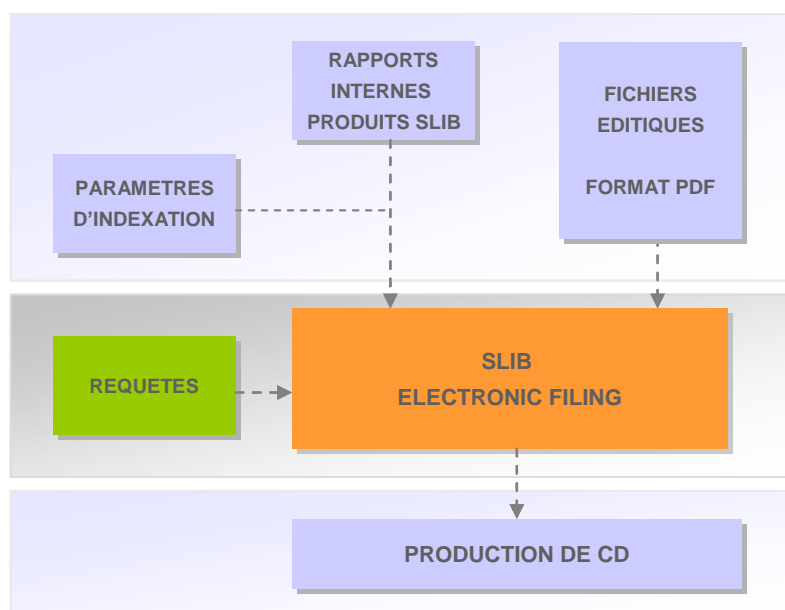 RAPPORTS
INTERNES
PRODUITS SLIB
FICHIERS
EDITIQUES
FORMAT PDF
PARAMETRES
D'INDEXATION
REQUETES
SLIB
ELECTRONIC FILING
PRODUCTION DE CD